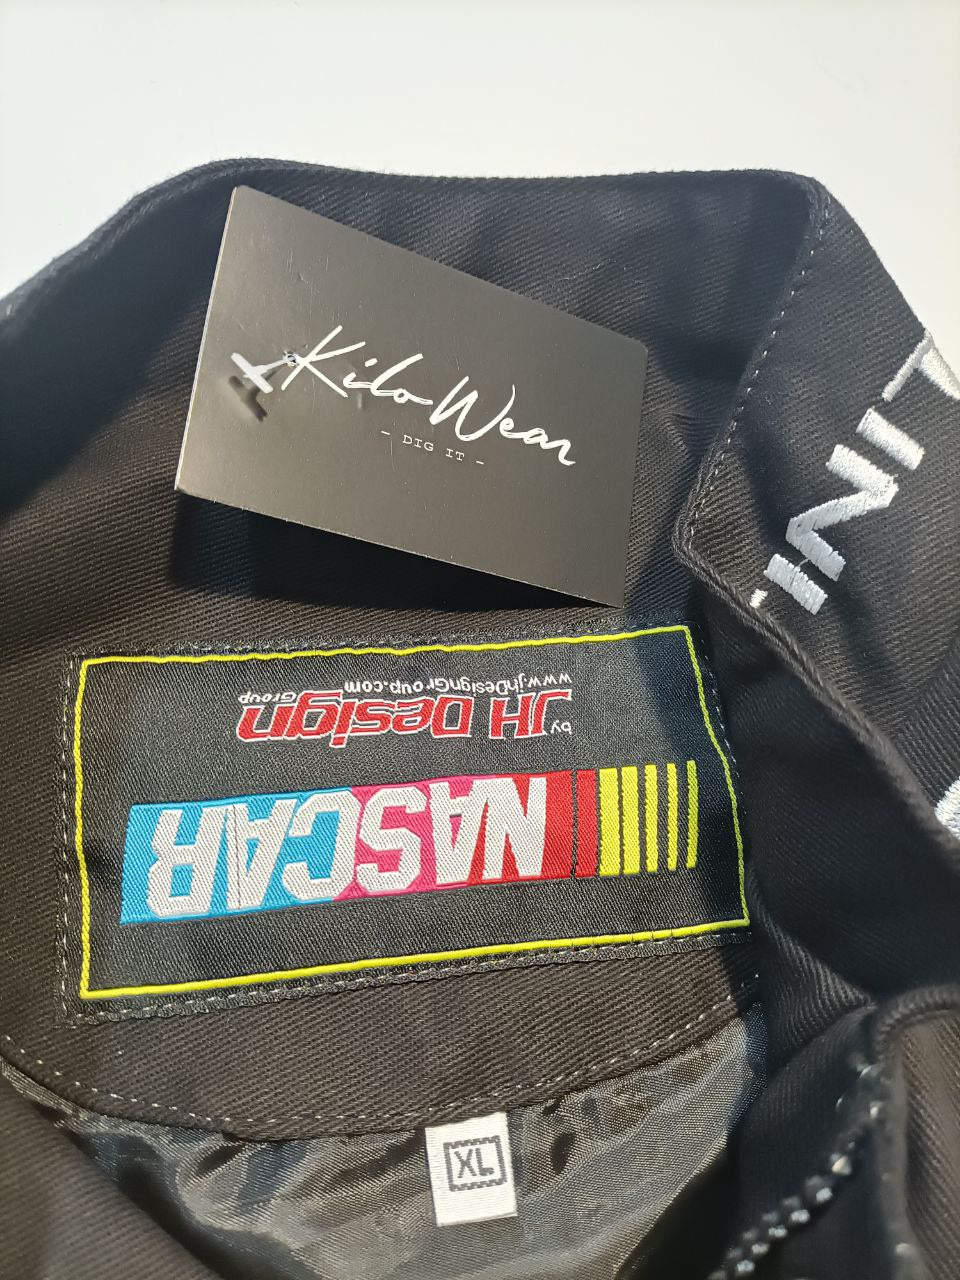 Kilo Wear
- DIG IT -
NASCAR
by JH Design Group
www.jhDesignGroup.com
XL